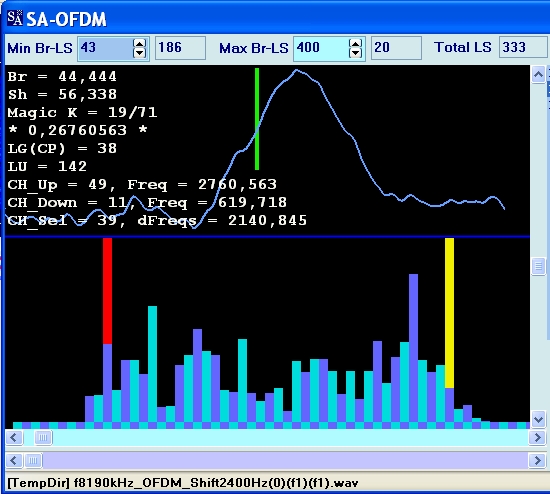 SA SA-OFDM
Min Br-LS 43 186 Max Br-LS 400 20 Total LS 333
Br = 44,444
Sh = 56,338
Magic K = 19/71
* 0,26760563 *
LG(CP) = 38
LU = 142
CH_Up = 49, Freq = 2760,563
CH_Down = 11, Freq = 619,718
CH_Sel = 39, dFreqs = 2140,845
[TempDir] f8190kHz_OFDM_Shift2400Hz(0)(f1)(f1).wav